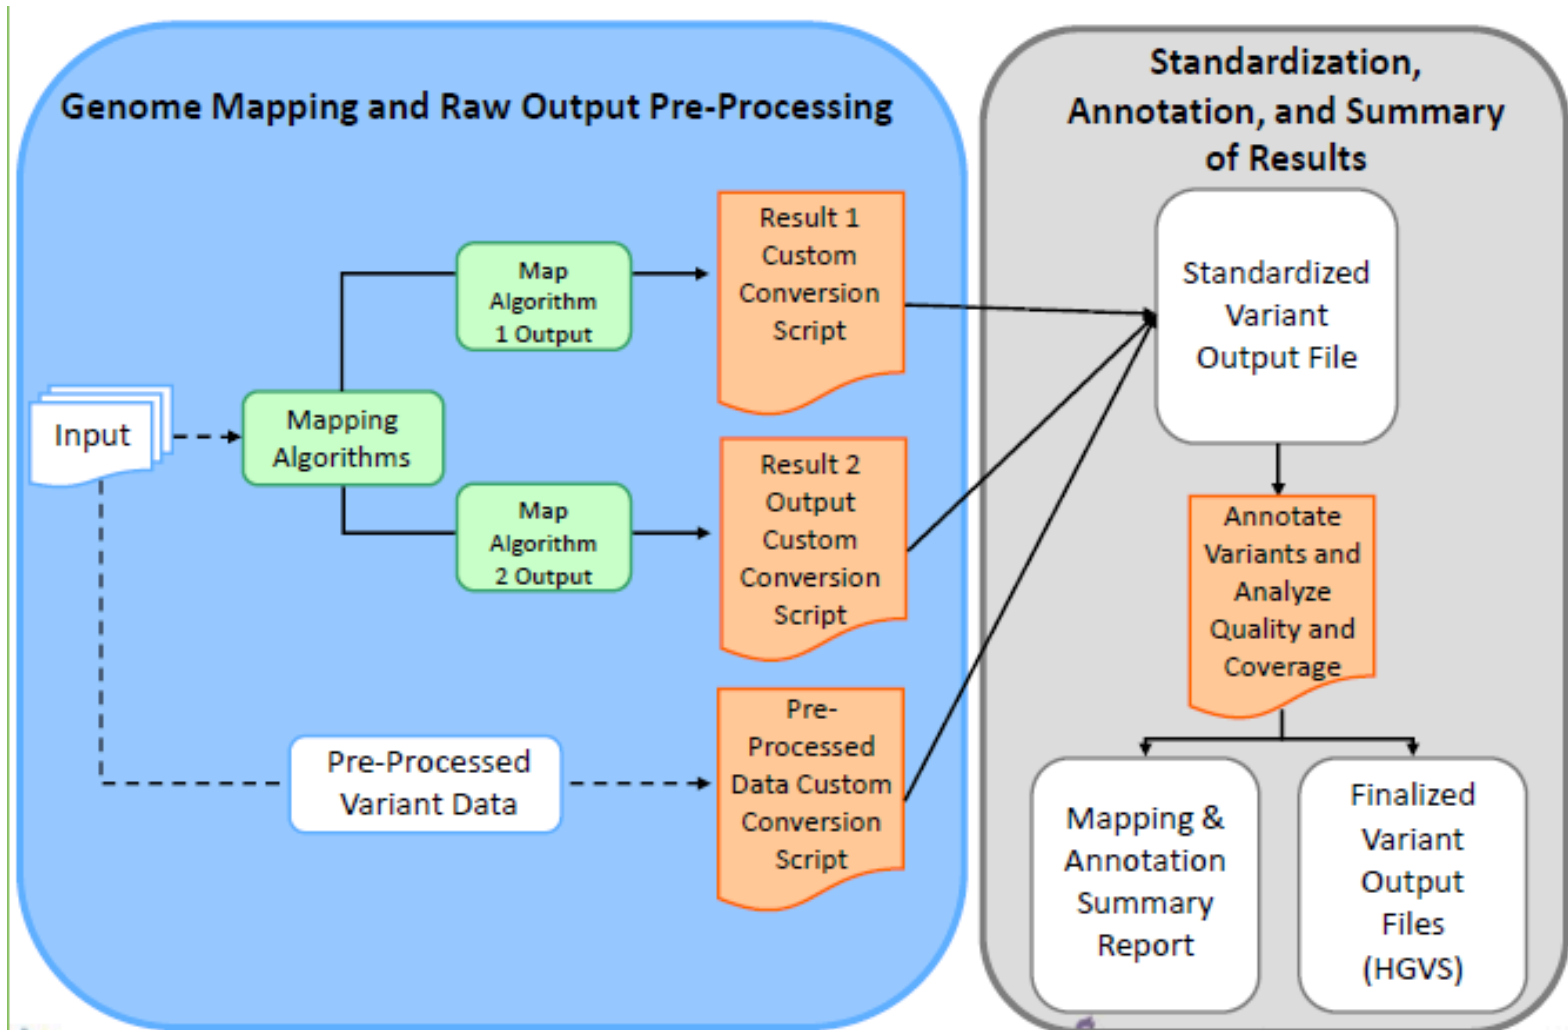 Genome Mapping and Raw Output Pre-Processing
Input
Mapping
Algorithms
Map
Algorithm
1 Output
Map
Algorithm
2 Output
Pre-Processed
Variant Data
Result 1
Custom
Conversion
Script
Result 2
Output
Custom
Conversion
Script
Pre-
Processed
Data Custom
Conversion
Script
Standardization,
Annotation, and Summary
of Results
Standardized
Variant
Output File
Annotate
Variants and
Analyze
Quality and
Coverage
Mapping &
Annotation
Summary
Report
Finalized
Variant
Output
Files
(HGVS)